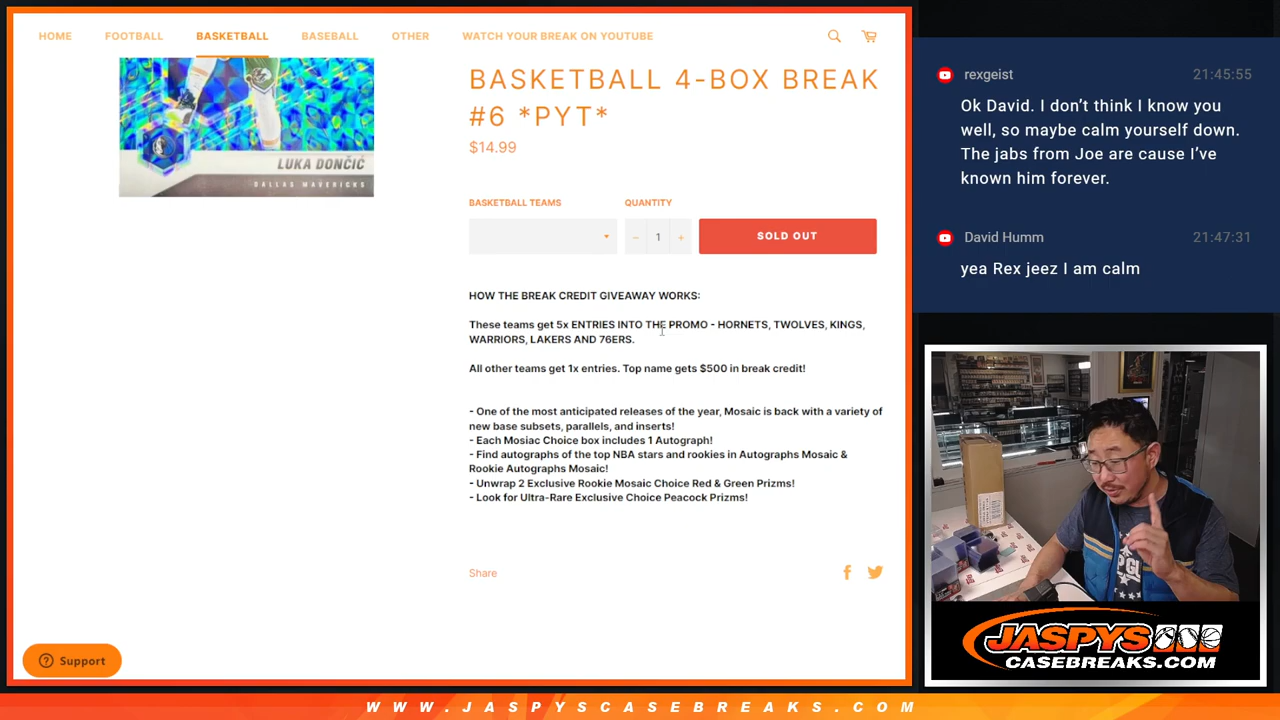 HOME FOOTBALL BASKETBALL BASEBALL OTHER WATCH YOUR BREAK ON YOUTUBE
LUKA DONČIĆ
DALLAS MAVERICKS
BASKETBALL 4-BOX BREAK
#6 *PYT*
$14.99
BASKETBALL TEAMS QUANTITY
− 1 + SOLD OUT
HOW THE BREAK CREDIT GIVEAWAY WORKS:
These teams get 5x ENTRIES INTO THE PROMO - HORNETS, TWOLVES, KINGS,
WARRIORS, LAKERS AND 76ERS.
All other teams get 1x entries. Top name gets $500 in break credit!
- One of the most anticipated releases of the year, Mosaic is back with a variety of
new base subsets, parallels, and inserts!
- Each Mosiac Choice box includes 1 Autograph!
- Find autographs of the top NBA stars and rookies in Autographs Mosaic &
Rookie Autographs Mosaic!
- Unwrap 2 Exclusive Rookie Mosaic Choice Red & Green Prizms!
- Look for Ultra-Rare Exclusive Choice Peacock Prizms!
Share
Support
rexgeist 21:45:55
Ok David. I don't think I know you
well, so maybe calm yourself down.
The jabs from Joe are cause I've
known him forever.
David Humm 21:47:31
yea Rex jeez I am calm
JASPYS
CASEBREAKS.COM
WWW.JASPYSCASEBREAKS.COM